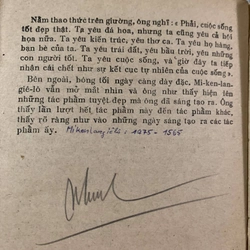 Nằm thao thức trên giường, ông nghĩ: « Phải, cuộc sống
tốt đẹp thật. Ta yêu đá hoa, nhưng ta cũng yêu cả hội
họa nữa. Ta yêu kiến trúc, yêu thơ ca. Ta yêu họ hàng,
bạn bè của ta. Ta yêu trái đất, yêu bầu trời, yêu những
con người tốt. Ta yêu cuộc sống, và giờ đây ta tiếp
nhận cái chết như sự kết cục tự nhiên của cuộc sống ».
Bên ngoài, bóng tối ngày càng dày đặc. Mi-ken-lan-
giê-lô vẫn mở mắt nhìn và ông như thấy hiện lên
những tác phẩm tuyệt đẹp mà ông đã sáng tạo ra. Ông
thấy lần lượt hết tác phẩm này đến tác phẩm khác,
thấy rõ ràng như vào những ngày sáng tạo ra các tác
phẩm ấy.